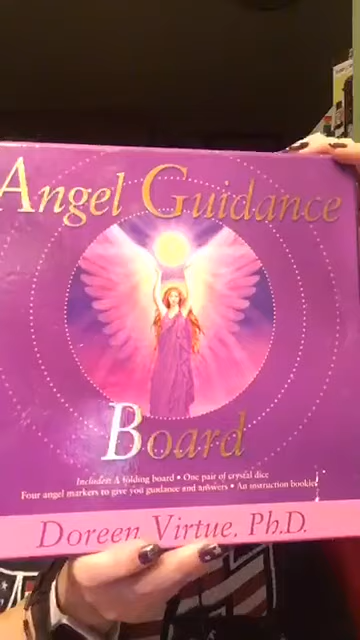 Angel Guidance
Board
Includes: A folding board • One pair of crystal dice
Four angel markers to give you guidance and answers • An instruction booklet
Doreen Virtue, Ph.D.